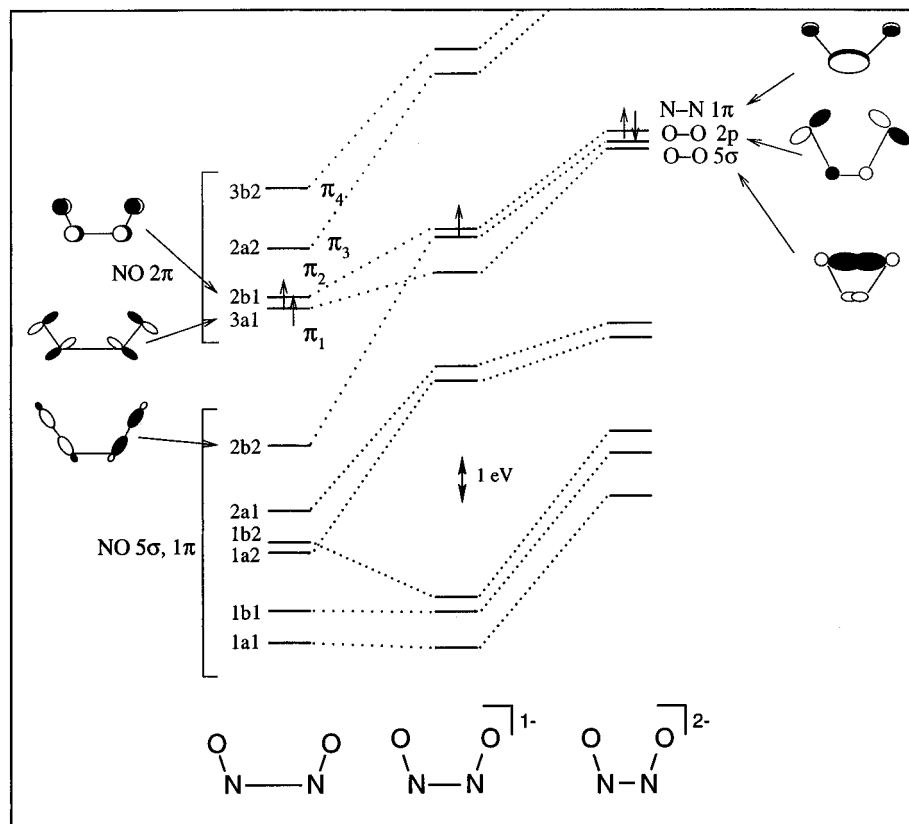 N–N 1π
O–O 2p
O–O 5σ
3b2
π4
NO 2π
2a2
π3
π2
2b1
3a1
π1
2b2
1 eV
2a1
1b2
NO 5σ, 1π
1a2
1b1
1a1
O O
N N
O O 1-
N N
O O 2-
N N